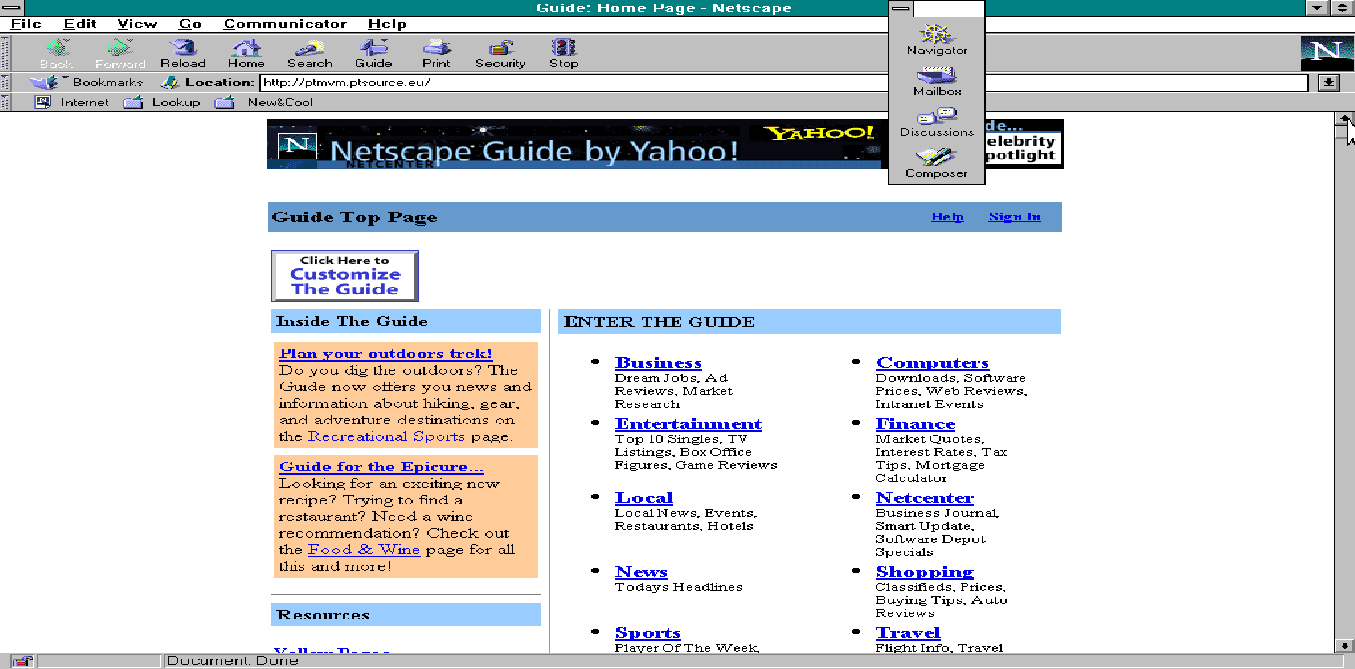 Guide: Home Page - Netscape
File Edit View Go Communicator Help
Back Forward Reload Home Search Guide Print Security Stop
N
Bookmarks Location: http://ptmvm.ptsource.eu/
Internet Lookup New&Cool
Navigator
Mailbox
Discussions
Composer
N Netscape Guide by Yahoo!
YAHOO!
NETCENTER
de...
elebrity
potlight
Guide Top Page Help Sign In
Click Here to
Customize
The Guide
Inside The Guide
Plan your outdoors trek!
Do you dig the outdoors? The
Guide now offers you news and
information about hiking, gear,
and adventure destinations on
the Recreational Sports page.
Guide for the Epicure...
Looking for an exciting new
recipe? Trying to find a
restaurant? Need a wine
recommendation? Check out
the Food & Wine page for all
this and more!
Resources
Yellow Pages
ENTER THE GUIDE
Business
Dream Jobs, Ad
Reviews, Market
Research
Computers
Downloads, Software
Prices, Web Reviews,
Intranet Events
Entertainment
Top 10 Singles, TV
Listings, Box Office
Figures, Game Reviews
Finance
Market Quotes,
Interest Rates, Tax
Tips, Mortgage
Calculator
Local
Local News, Events,
Restaurants, Hotels
Netcenter
Business Journal,
Smart Update,
Software Depot
Specials
News
Todays Headlines
Shopping
Classifieds, Prices,
Buying Tips, Auto
Reviews
Sports
Player Of The Week,
Travel
Flight Info, Travel
Document: Done